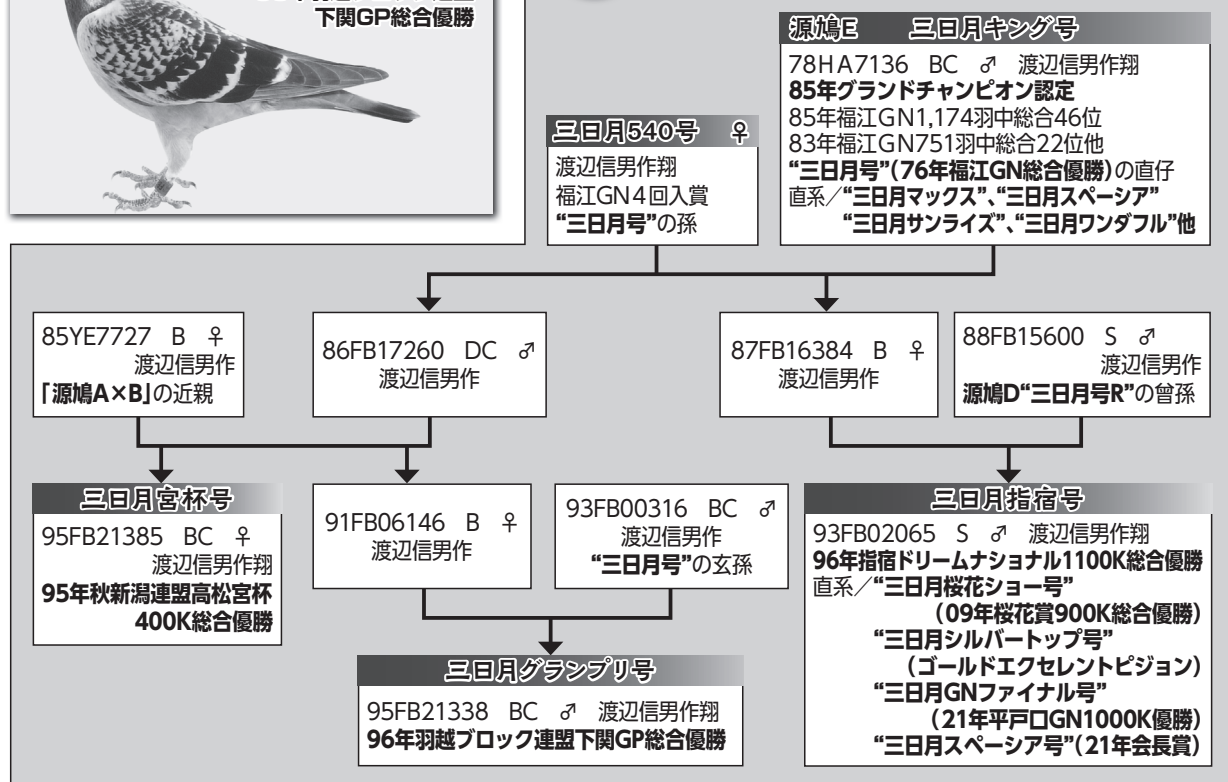 下関GP総合優勝
源鳩E 三日月キング号
78HA7136 BC ♂ 渡辺信男作翔
85年グランドチャンピオン認定
85年福江GN1,174羽中総合46位
83年福江GN751羽中総合22位他
“三日月号”(76年福江GN総合優勝)の直仔
直系／“三日月マックス”、“三日月スペーシア”
“三日月サンライズ”、“三日月ワンダフル”他
三日月540号 ♀
渡辺信男作翔
福江GN4回入賞
“三日月号”の孫
85YE7727 B ♀
渡辺信男作
「源鳩A×B」の近親
86FB17260 DC ♂
渡辺信男作
87FB16384 B ♀
渡辺信男作
88FB15600 S ♂
渡辺信男作
源鳩D“三日月号R”の曾孫
三日月宮杯号
95FB21385 BC ♀
渡辺信男作翔
95年秋新潟連盟高松宮杯
400K総合優勝
91FB06146 B ♀
渡辺信男作
93FB00316 BC ♂
渡辺信男作
“三日月号”の玄孫
三日月指宿号
93FB02065 S ♂ 渡辺信男作翔
96年指宿ドリームナショナル1100K総合優勝
直系／“三日月桜花ショー号”
(09年桜花賞900K総合優勝)
“三日月シルバートップ号”
(ゴールドエクセレントピジョン)
“三日月GNファイナル号”
(21年平戸口GN1000K優勝)
“三日月スペーシア号”(21年会長賞)
三日月グランプリ号
95FB21338 BC ♂ 渡辺信男作翔
96年羽越ブロック連盟下関GP総合優勝